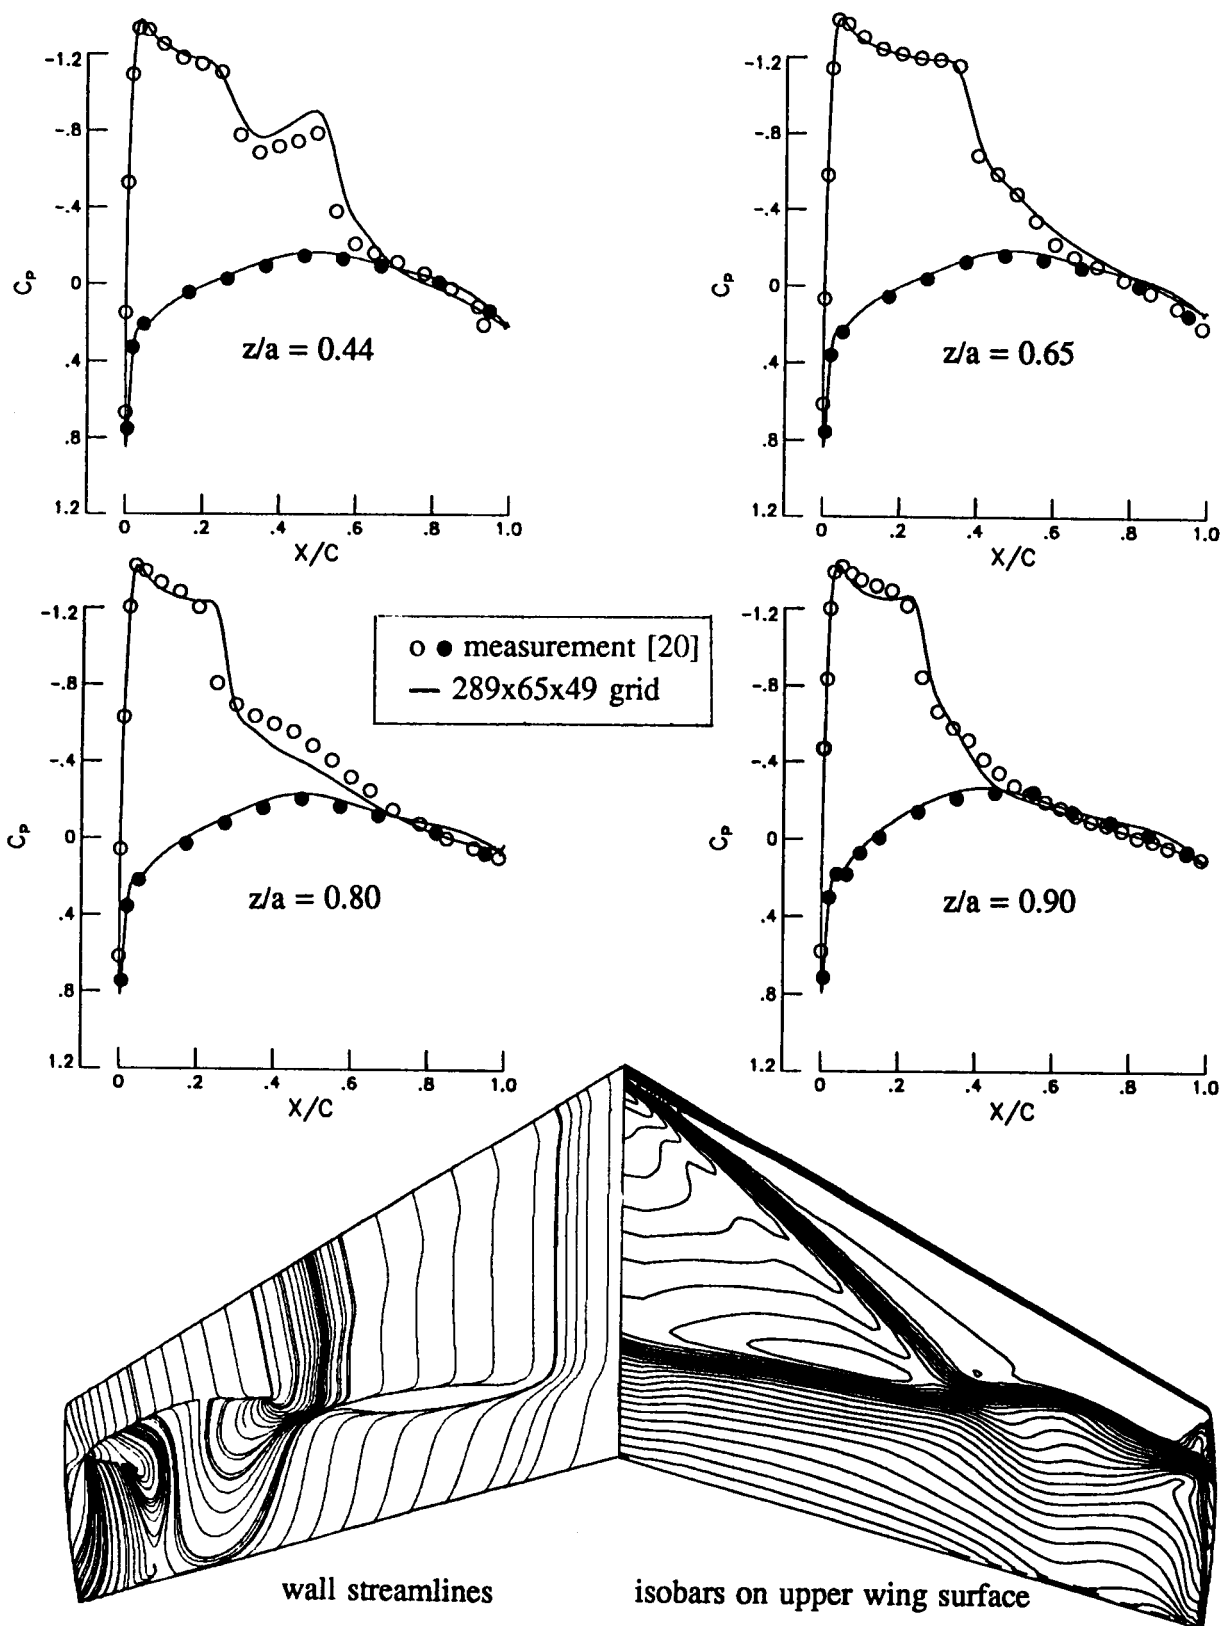 -1.2
-.8
-.4
0
.4
.8
1.2
Cp
z/a = 0.44
0 .2 .4 .6 .8 1.0
X/C
-1.2
-.8
-.4
0
.4
.8
1.2
Cp
z/a = 0.65
0 .2 .4 .6 .8 1.0
X/C
-1.2
-.8
-.4
0
.4
.8
1.2
Cp
z/a = 0.80
0 .2 .4 .6 .8 1.0
X/C
○ ● measurement [20]
— 289x65x49 grid
-1.2
-.8
-.4
0
.4
.8
1.2
Cp
z/a = 0.90
0 .2 .4 .6 .8 1.0
X/C
wall streamlines
isobars on upper wing surface